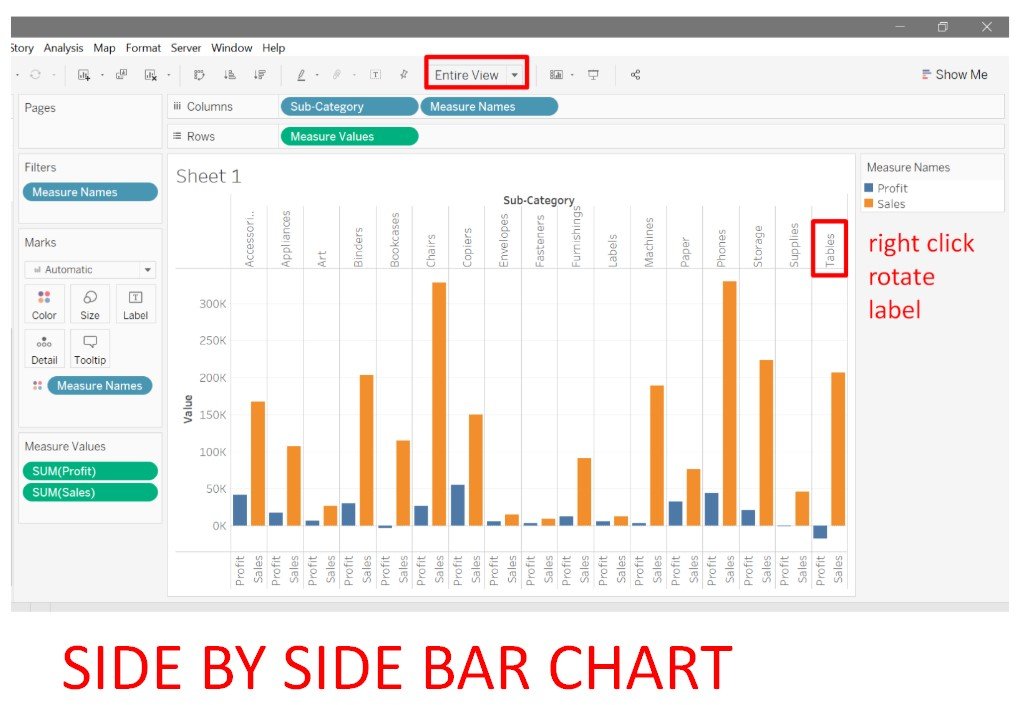 Story Analysis Map Format Server Window Help
Entire View
Show Me
Pages
Columns Sub-Category Measure Names
Rows Measure Values
Filters
Measure Names
Marks
Automatic
Color Size Label
Detail Tooltip
Measure Names
Measure Values
SUM(Profit)
SUM(Sales)
Sheet 1
Sub-Category
Accessori... Appliances Art Binders Bookcases Chairs Copiers Envelopes Fasteners Furnishings Labels Machines Paper Phones Storage Supplies Tables
Value
300K
250K
200K
150K
100K
50K
0K
Profit Sales Profit Sales Profit Sales Profit Sales Profit Sales Profit Sales Profit Sales Profit Sales Profit Sales Profit Sales Profit Sales Profit Sales Profit Sales Profit Sales Profit Sales Profit Sales Profit Sales
Measure Names
Profit
Sales
right click
rotate
label
SIDE BY SIDE BAR CHART